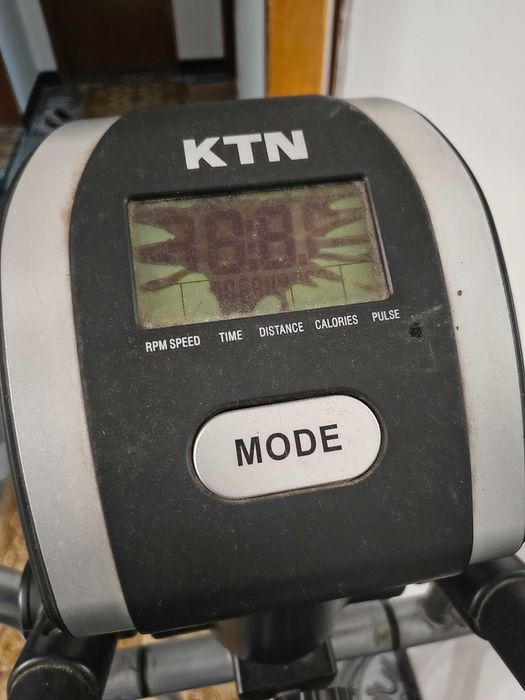 KTN
RPM SPEED TIME DISTANCE CALORIES PULSE
MODE